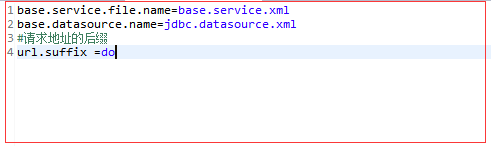 1 base.service.file.name=base.service.xml
2 base.datasource.name=jdbc.datasource.xml
3 #请求地址的后缀
4 url.suffix =do